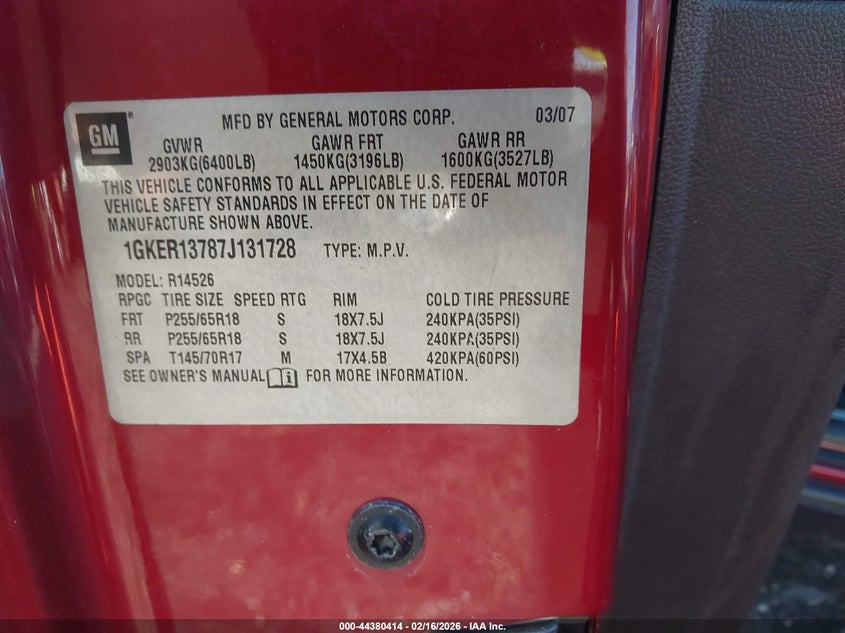 GM
MFD BY GENERAL MOTORS CORP. 03/07
GVWR GAWR FRT GAWR RR
2903KG(6400LB) 1450KG(3196LB) 1600KG(3527LB)
THIS VEHICLE CONFORMS TO ALL APPLICABLE U.S. FEDERAL MOTOR
VEHICLE SAFETY STANDARDS IN EFFECT ON THE DATE OF
MANUFACTURE SHOWN ABOVE.
1GKER13787J131728 TYPE: M.P.V.
MODEL: R14526
RPGC TIRE SIZE SPEED RTG RIM COLD TIRE PRESSURE
FRT P255/65R18 S 18X7.5J 240KPA(35PSI)
RR P255/65R18 S 18X7.5J 240KPA(35PSI)
SPA T145/70R17 M 17X4.5B 420KPA(60PSI)
SEE OWNER'S MANUAL i FOR MORE INFORMATION.
000-44380414 - 02/16/2026 - IAA Inc.